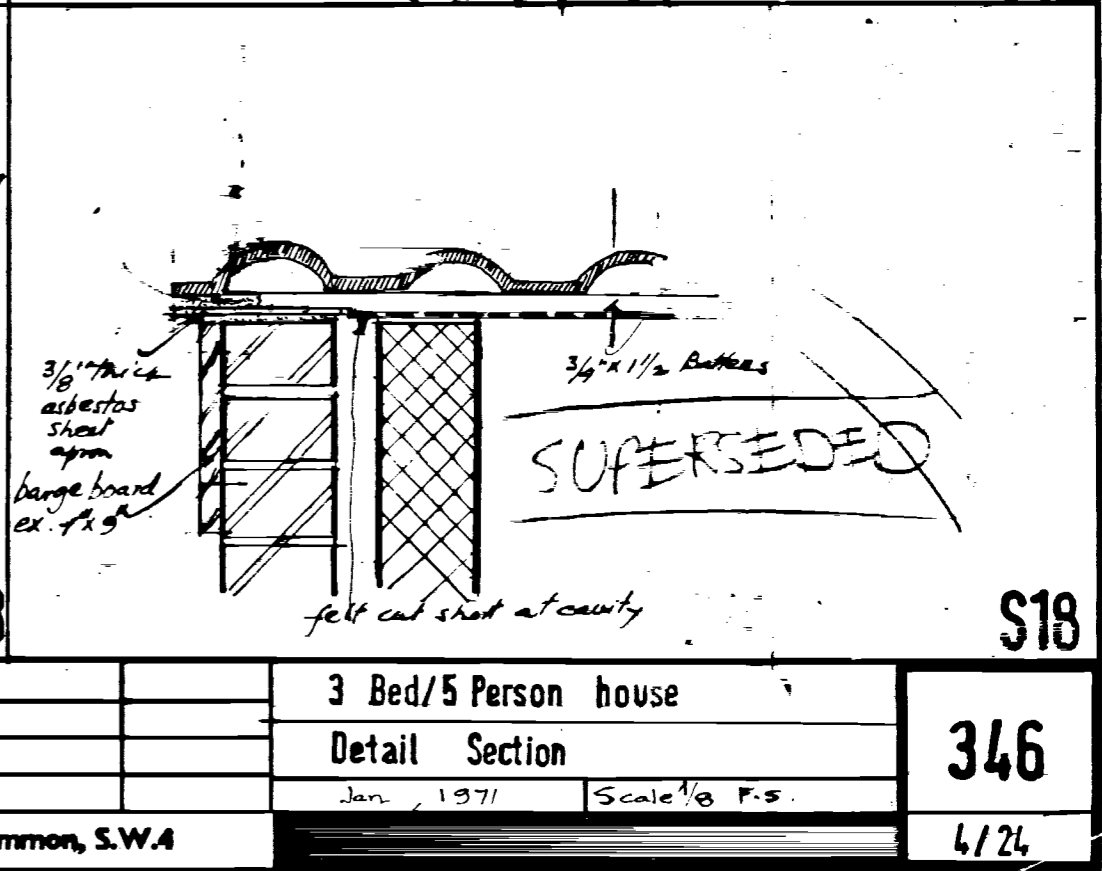 3/8" thick
asbestos
sheet
apron
barge board
ex. 1" x 9"
3/4" x 1 1/2 Battens
SUPERSEDED
felt cut short at cavity
S18
3 Bed/5 Person house
Detail Section
Jan, 1971
Scale 1/8 F.S.
346
4/24
mmon, S.W.4